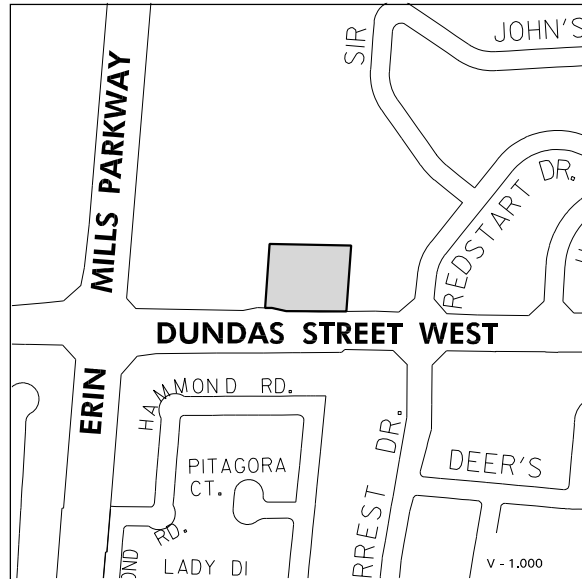 SIR
JOHN'S
MILLS PARKWAY
REDSTART DR.
DUNDAS STREET WEST
ERIN
HAMMOND RD.
PITAGORA
CT.
RREST DR.
DEER'S
OND
RD.
LADY DI
V - 1.000